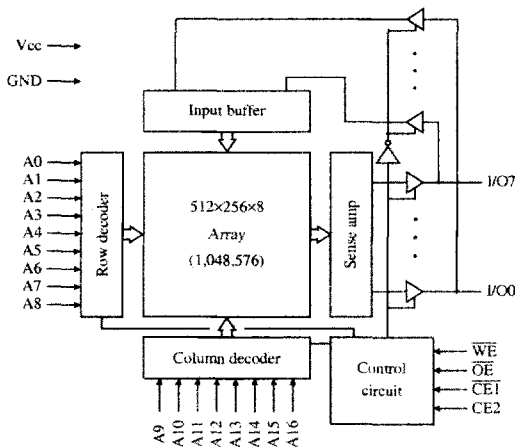 Vcc
GND
Input buffer
A0
A1
A2
A3
A4
A5
A6
A7
A8
Row decoder
512×256×8
Array
(1,048,576)
Sense amp
I/O7
I/O0
Column decoder
Control
circuit
WE
OE
CE1
CE2
A9
A10
A11
A12
A13
A14
A15
A16